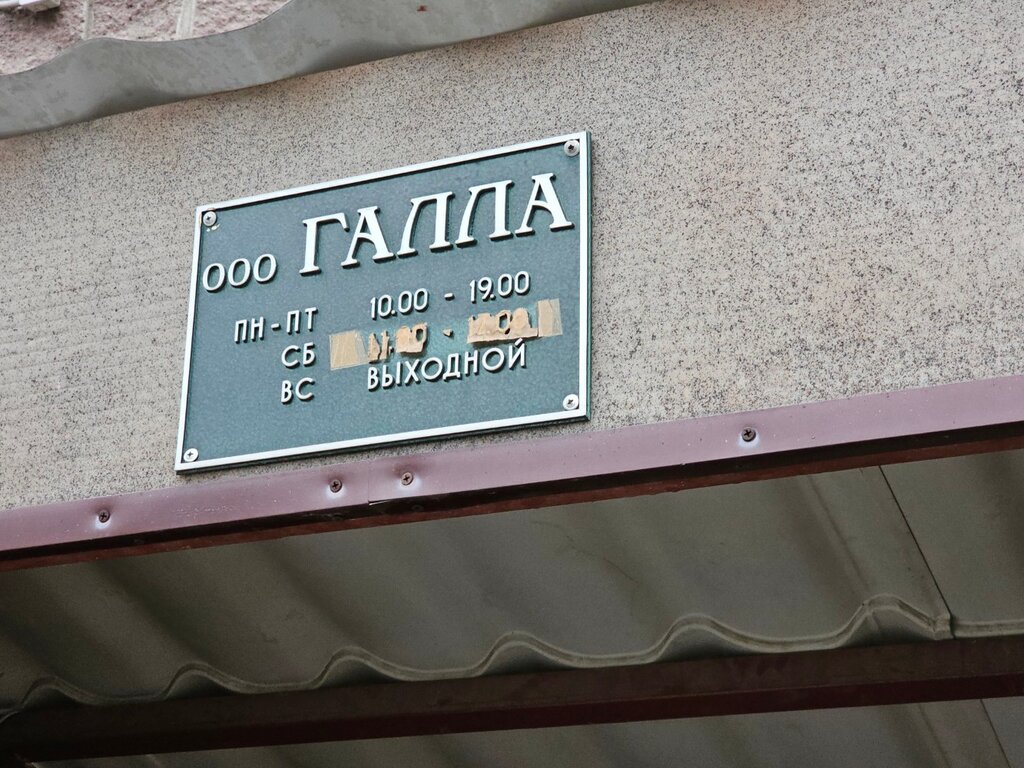 ООО ГАЛЛА
ПН-ПТ 10.00 - 19.00
СБ
ВС ВЫХОДНОЙ